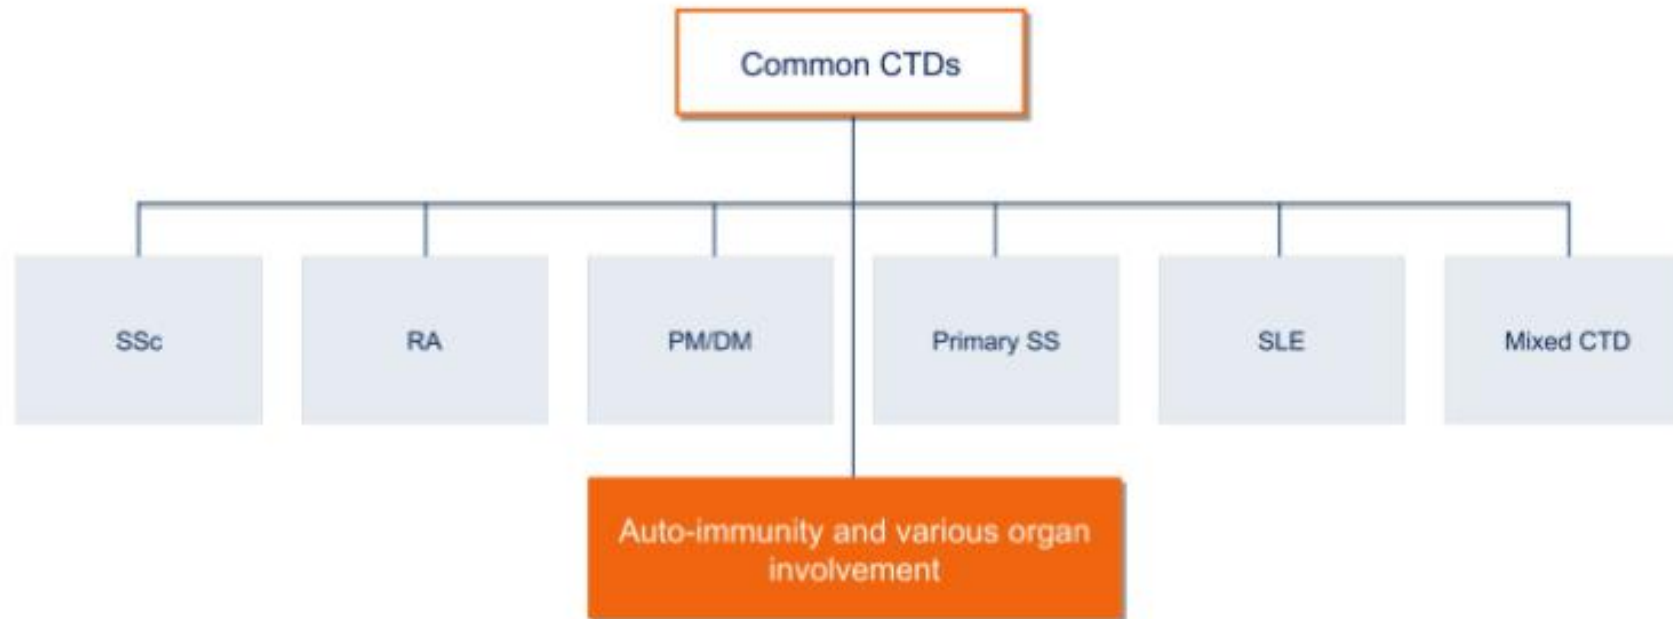 Common CTDs
SSc
RA
PM/DM
Primary SS
SLE
Mixed CTD
Auto-immunity and various organ
involvement